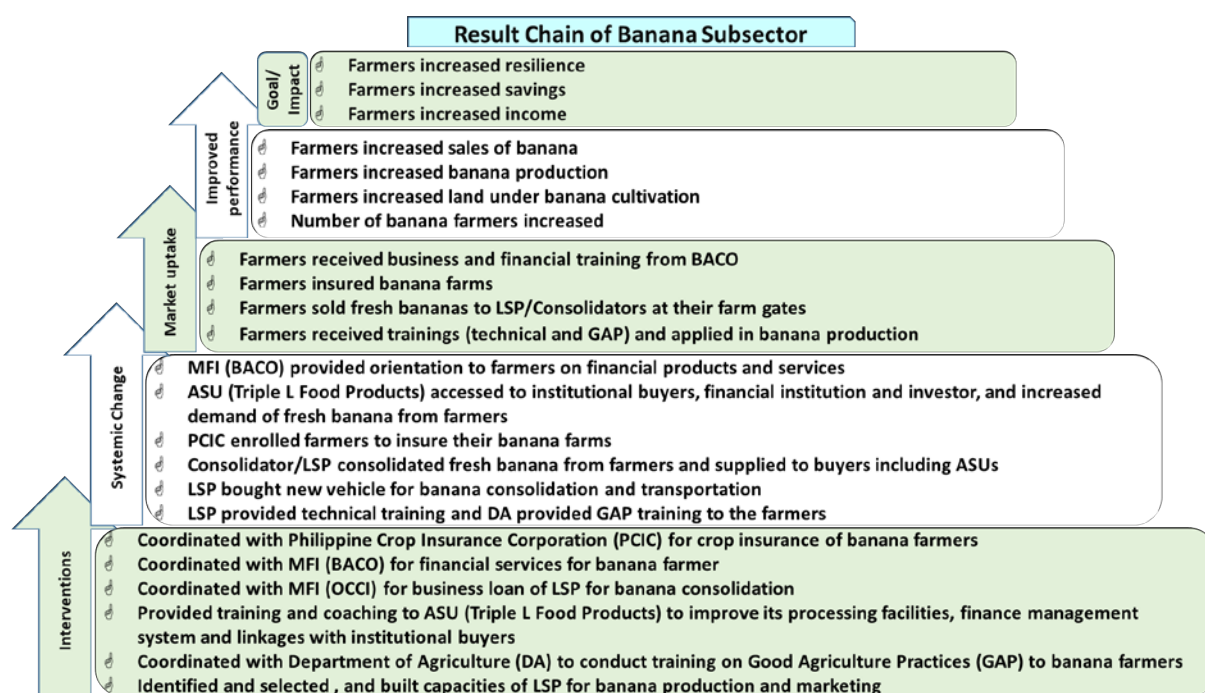 Result Chain of Banana Subsector
Goal/
Impact
Farmers increased resilience
Farmers increased savings
Farmers increased income
Improved
performance
Farmers increased sales of banana
Farmers increased banana production
Farmers increased land under banana cultivation
Number of banana farmers increased
Market uptake
Farmers received business and financial training from BACO
Farmers insured banana farms
Farmers sold fresh bananas to LSP/Consolidators at their farm gates
Farmers received trainings (technical and GAP) and applied in banana production
Systemic Change
MFI (BACO) provided orientation to farmers on financial products and services
ASU (Triple L Food Products) accessed to institutional buyers, financial institution and investor, and increased
demand of fresh banana from farmers
PCIC enrolled farmers to insure their banana farms
Consolidator/LSP consolidated fresh banana from farmers and supplied to buyers including ASUs
LSP bought new vehicle for banana consolidation and transportation
LSP provided technical training and DA provided GAP training to the farmers
Interventions
Coordinated with Philippine Crop Insurance Corporation (PCIC) for crop insurance of banana farmers
Coordinated with MFI (BACO) for financial services for banana farmer
Coordinated with MFI (OCCI) for business loan of LSP for banana consolidation
Provided training and coaching to ASU (Triple L Food Products) to improve its processing facilities, finance management
system and linkages with institutional buyers
Coordinated with Department of Agriculture (DA) to conduct training on Good Agriculture Practices (GAP) to banana farmers
Identified and selected , and built capacities of LSP for banana production and marketing